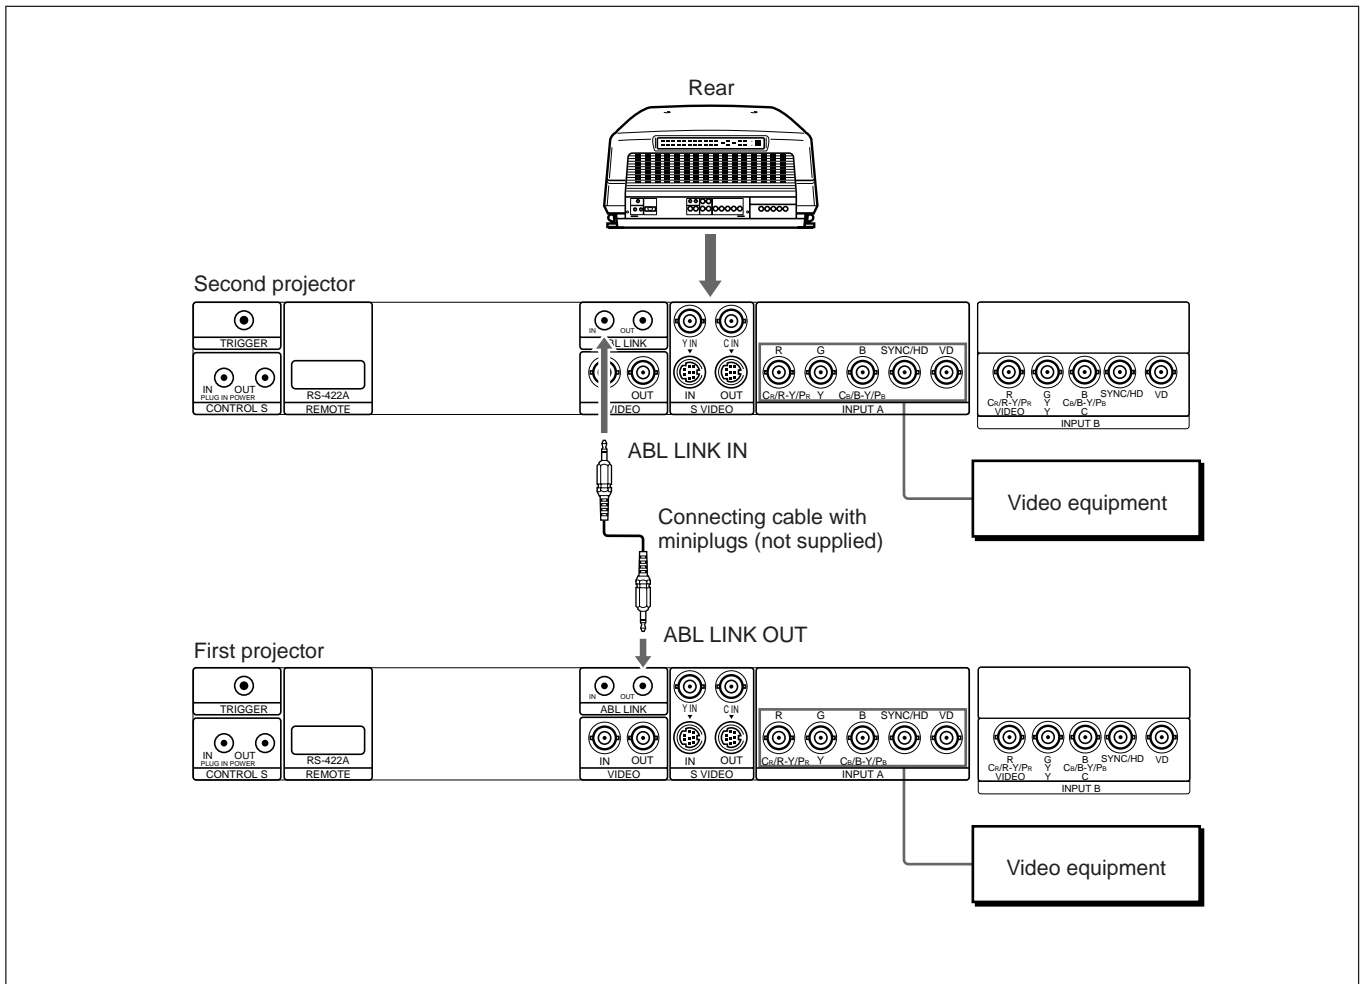 Rear
Second projector
TRIGGER
IN OUT
PLUG IN POWER
CONTROL S
RS-422A
REMOTE
IN OUT
BL LINK
OUT
VIDEO
Y IN C IN
IN OUT
S VIDEO
R G B SYNC/HD VD
CR/R-Y/PR Y CB/B-Y/PB
INPUT A
R G B SYNC/HD VD
CR/R-Y/PR Y CB/B-Y/PB
VIDEO Y C
INPUT B
ABL LINK IN
Video equipment
Connecting cable with
miniplugs (not supplied)
ABL LINK OUT
First projector
TRIGGER
IN OUT
PLUG IN POWER
CONTROL S
RS-422A
REMOTE
IN OUT
ABL LINK
IN OUT
VIDEO
Y IN C IN
IN OUT
S VIDEO
R G B SYNC/HD VD
CR/R-Y/PR Y CB/B-Y/PB
INPUT A
R G B SYNC/HD VD
CR/R-Y/PR Y CB/B-Y/PB
VIDEO Y C
INPUT B
Video equipment